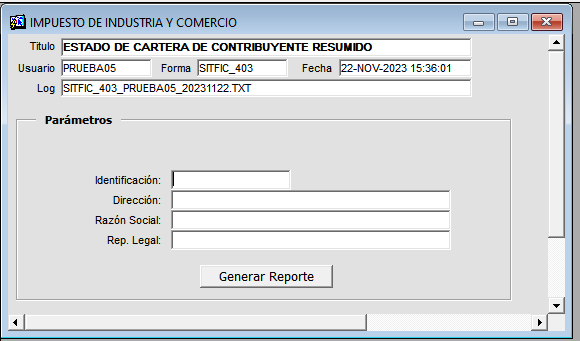 IMPUESTO DE INDUSTRIA Y COMERCIO
Titulo ESTADO DE CARTERA DE CONTRIBUYENTE RESUMIDO
Usuario PRUEBA05 Forma SITFIC_403 Fecha 22-NOV-2023 15:36:01
Log SITFIC_403_PRUEBA05_20231122.TXT
Parámetros
Identificación:
Dirección:
Razón Social:
Rep. Legal:
Generar Reporte